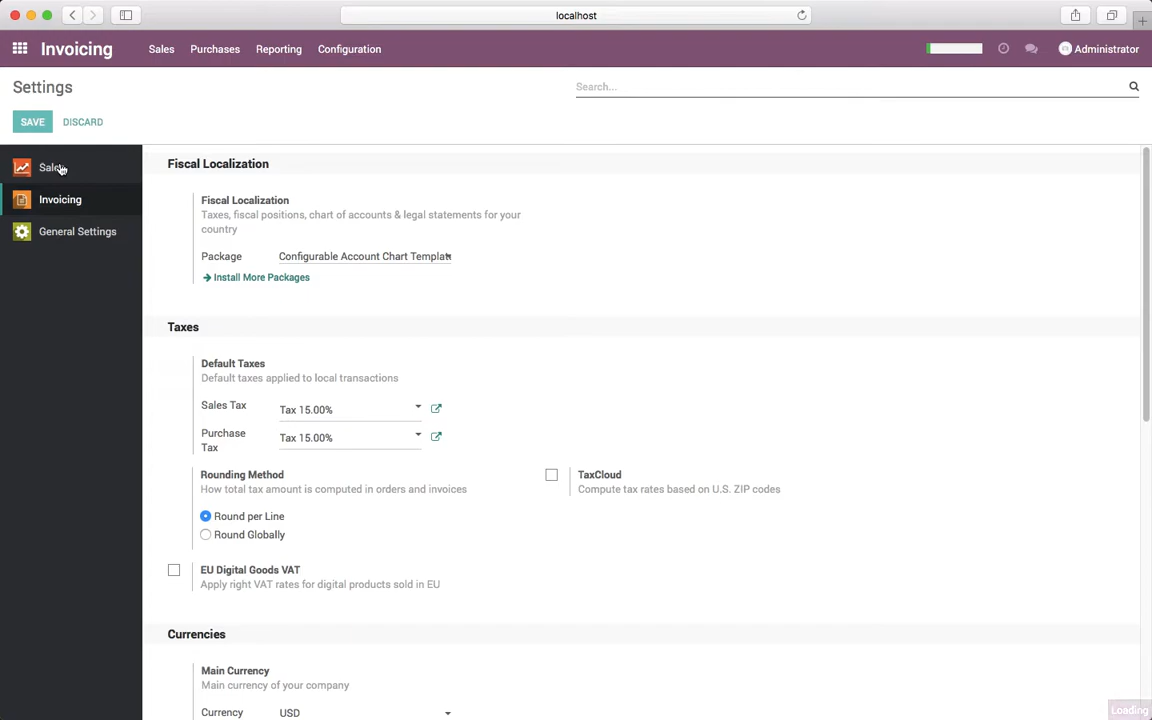 localhost
Invoicing Sales Purchases Reporting Configuration Administrator
Settings
Search...
SAVE DISCARD
Sales
Invoicing
General Settings
Fiscal Localization
Fiscal Localization
Taxes, fiscal positions, chart of accounts & legal statements for your
country
Package Configurable Account Chart Template
Install More Packages
Taxes
Default Taxes
Default taxes applied to local transactions
Sales Tax Tax 15.00%
Purchase
Tax
Tax 15.00%
Rounding Method
How total tax amount is computed in orders and invoices
Round per Line
Round Globally
TaxCloud
Compute tax rates based on U.S. ZIP codes
EU Digital Goods VAT
Apply right VAT rates for digital products sold in EU
Currencies
Main Currency
Main currency of your company
Currency USD
Loading